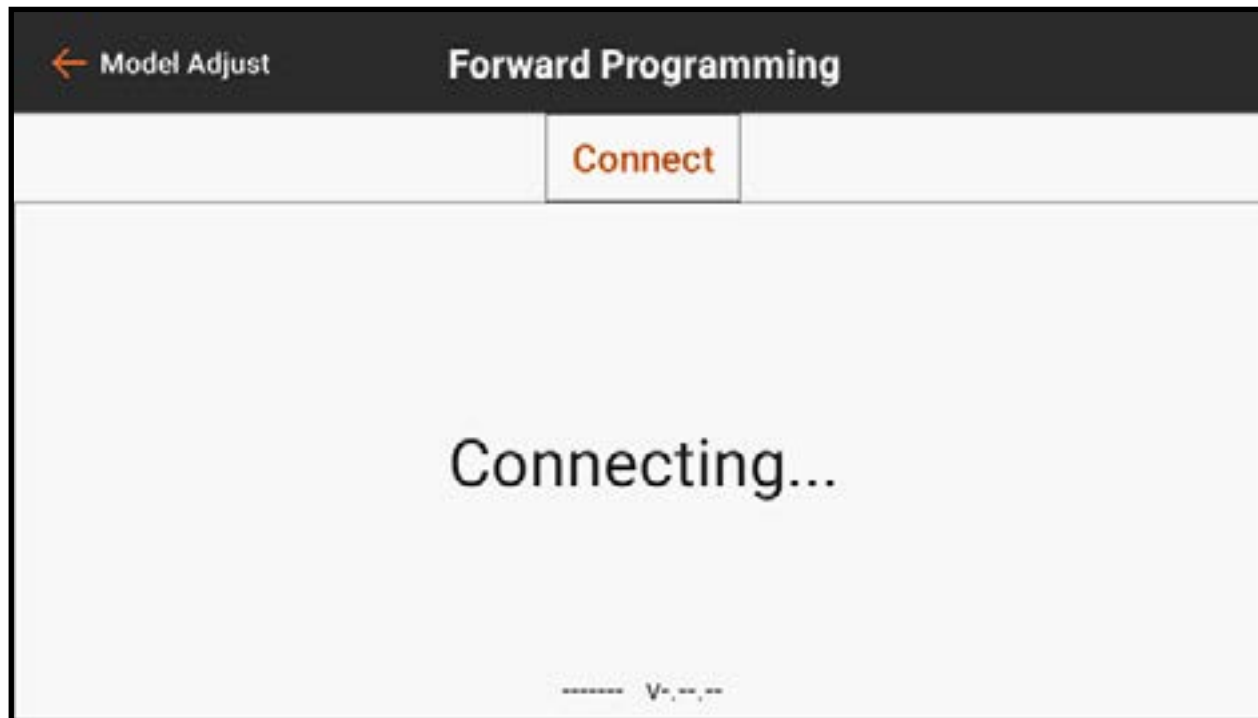 Model Adjust
Forward Programming
Connect
Connecting...
------- V-.--.--